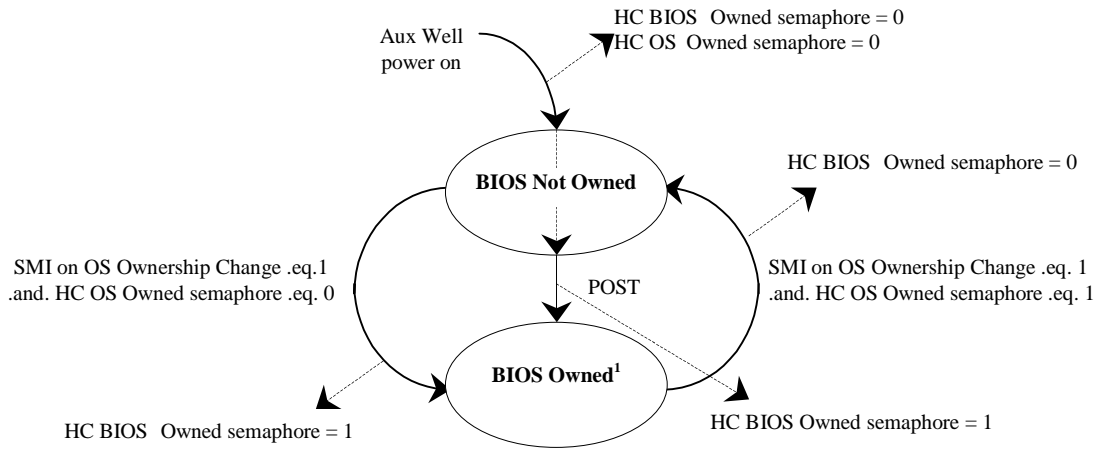 HC BIOS Owned semaphore = 0
HC OS Owned semaphore = 0
Aux Well
power on
HC BIOS Owned semaphore = 0
BIOS Not Owned
SMI on OS Ownership Change .eq.1
.and. HC OS Owned semaphore .eq. 0
SMI on OS Ownership Change .eq. 1
.and. HC OS Owned semaphore .eq. 1
POST
BIOS Owned¹
HC BIOS Owned semaphore = 1
HC BIOS Owned semaphore = 1